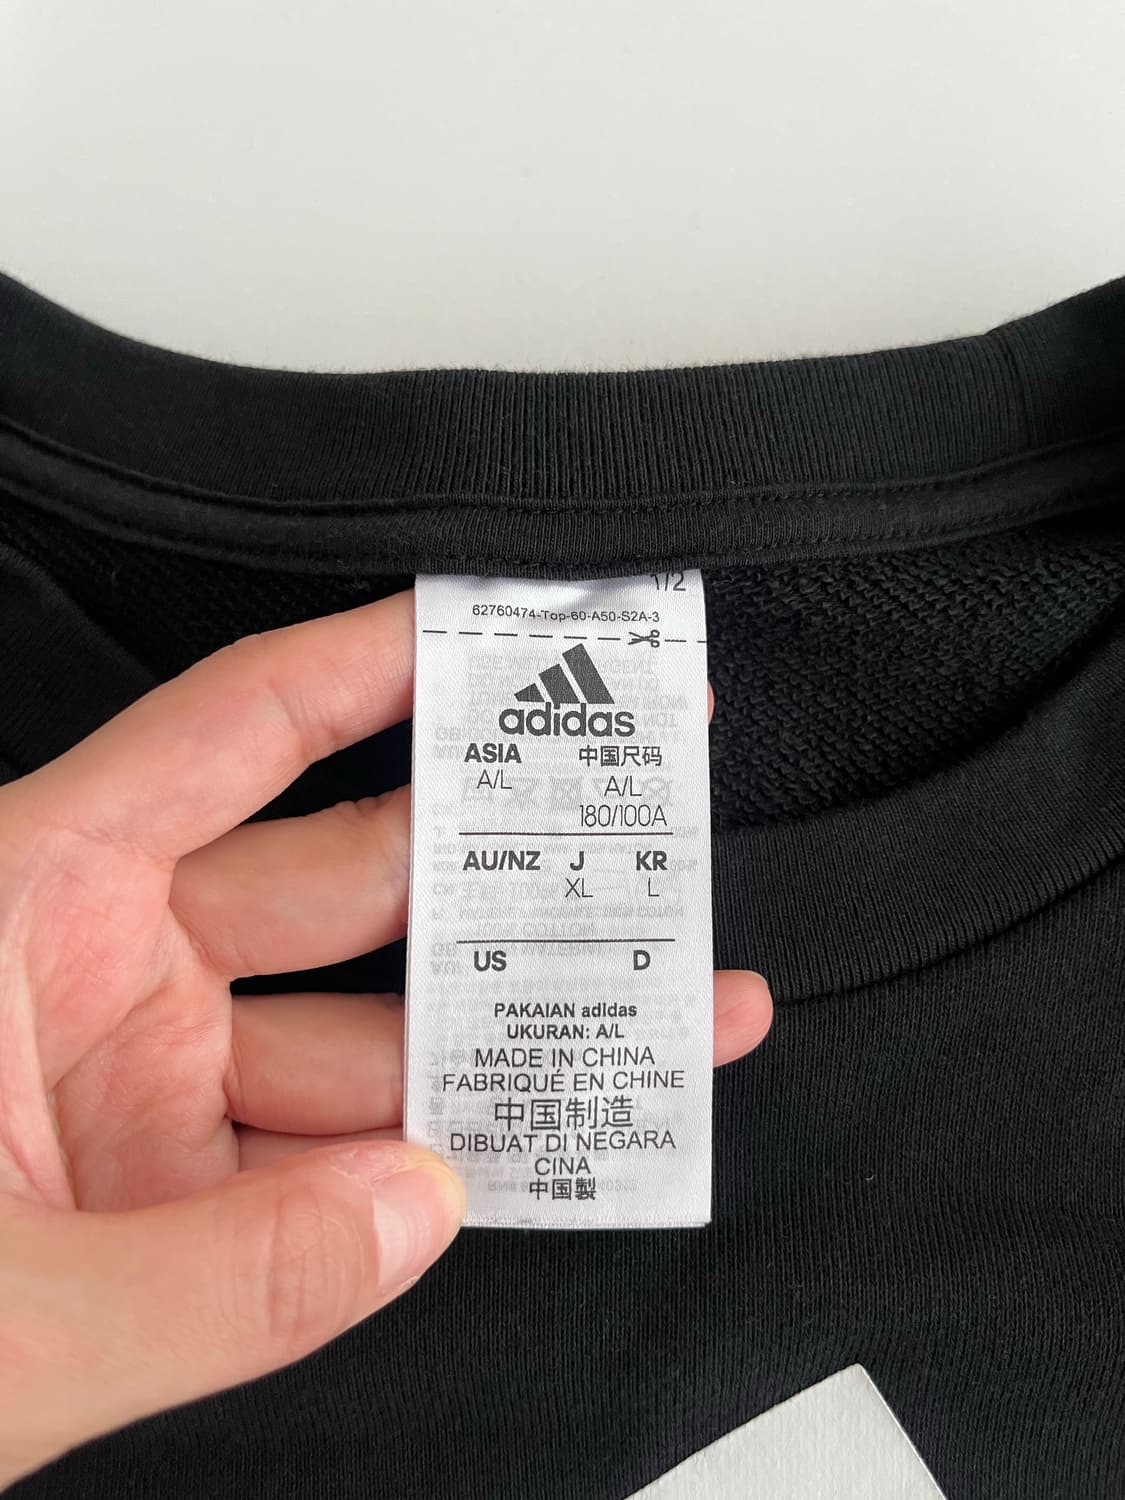 1/2
62760474-Top-60-A50-S2A-3
adidas
ASIA 中国尺码
A/L A/L
180/100A
AU/NZ J KR
XL L
US D
PAKAIAN adidas
UKURAN: A/L
MADE IN CHINA
FABRIQUÉ EN CHINE
中国制造
DIBUAT DI NEGARA
CINA
中国製